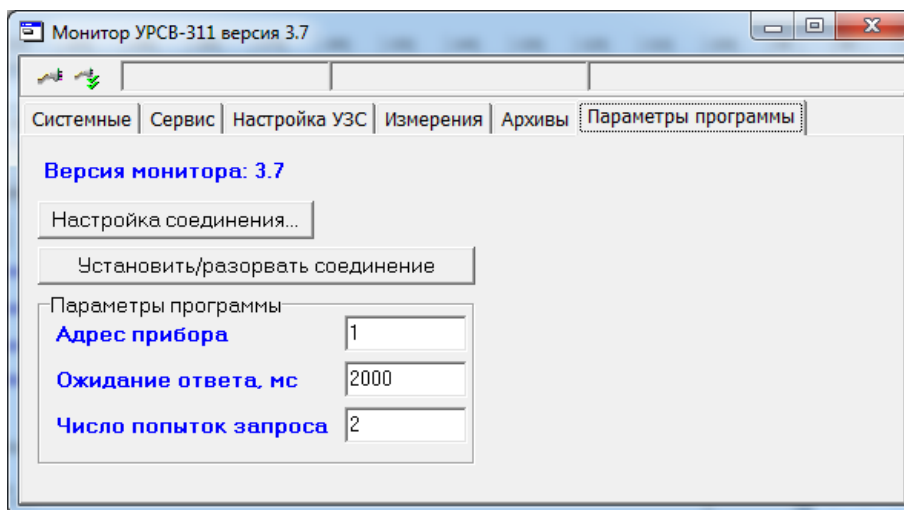 Монитор УРСВ-311 версия 3.7
Системные Сервис Настройка УЗС Измерения Архивы Параметры программы
Версия монитора: 3.7
Настройка соединения...
Установить/разорвать соединение
Параметры программы
Адрес прибора 1
Ожидание ответа, мс 2000
Число попыток запроса 2